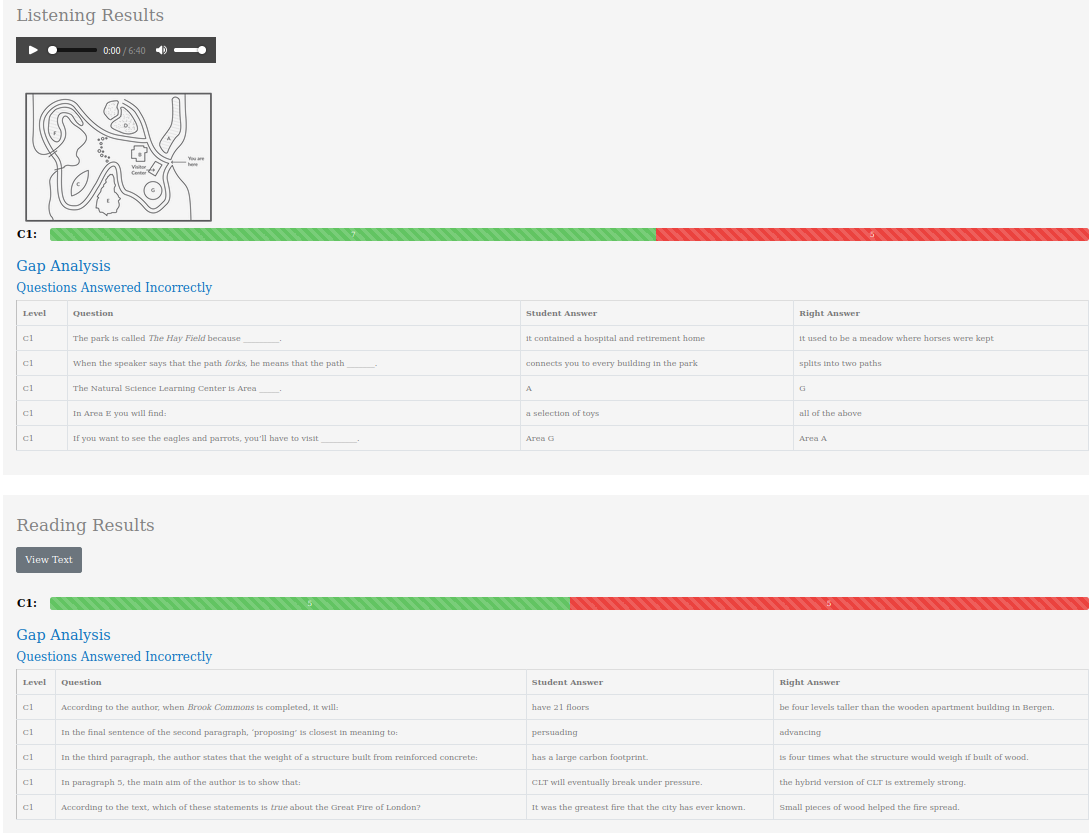 Listening Results
0:00 / 6:40
F
D
A
B
You are
here
Visitor
Center
C
G
E
C1: 7 5
Gap Analysis
Questions Answered Incorrectly
Level Question Student Answer Right Answer
C1 The park is called The Hay Field because ________. it contained a hospital and retirement home it used to be a meadow where horses were kept
C1 When the speaker says that the path forks, he means that the path ______. connects you to every building in the park splits into two paths
C1 The Natural Science Learning Center is Area _____. A G
C1 In Area E you will find: a selection of toys all of the above
C1 If you want to see the eagles and parrots, you'll have to visit ________. Area G Area A
Reading Results
View Text
C1: 5 5
Gap Analysis
Questions Answered Incorrectly
Level Question Student Answer Right Answer
C1 According to the author, when Brook Commons is completed, it will: have 21 floors be four levels taller than the wooden apartment building in Bergen.
C1 In the final sentence of the second paragraph, 'proposing' is closest in meaning to: persuading advancing
C1 In the third paragraph, the author states that the weight of a structure built from reinforced concrete: has a large carbon footprint. is four times what the structure would weigh if built of wood.
C1 In paragraph 5, the main aim of the author is to show that: CLT will eventually break under pressure. the hybrid version of CLT is extremely strong.
C1 According to the text, which of these statements is true about the Great Fire of London? It was the greatest fire that the city has ever known. Small pieces of wood helped the fire spread.